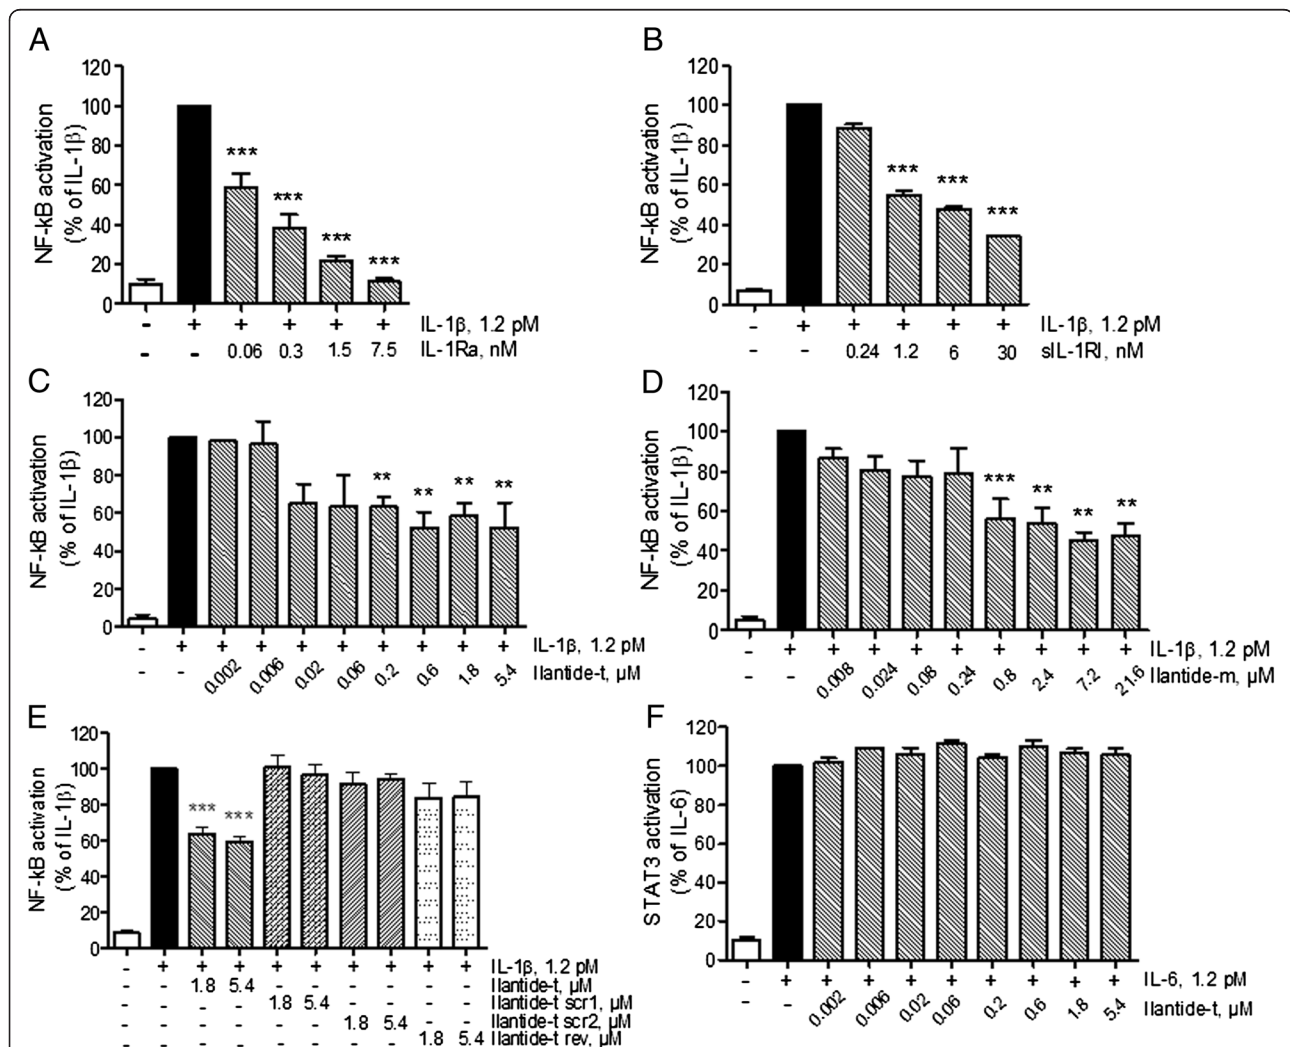 A
NF-kB activation
(% of IL-1β)
120
100
80
60
40
20
0
*** *** *** ***
- + + + + + IL-1β, 1.2 pM
- - 0.06 0.3 1.5 7.5 IL-1Ra, nM
B
NF-kB activation
(% of IL-1β)
120
100
80
60
40
20
0
*** *** ***
- + + + + + IL-1β, 1.2 pM
- - 0.24 1.2 6 30 sIL-1RI, nM
C
NF-kB activation
(% of IL-1β)
120
100
80
60
40
20
0
** ** ** **
- + + + + + + + + + IL-1β, 1.2 pM
- - 0.002 0.006 0.02 0.06 0.2 0.6 1.8 5.4 Ilantide-t, µM
D
NF-kB activation
(% of IL-1β)
120
100
80
60
40
20
0
*** ** ** **
- + + + + + + + + + IL-1β, 1.2 pM
- - 0.008 0.024 0.08 0.24 0.8 2.4 7.2 21.6 Ilantide-m, µM
E
NF-kB activation
(% of IL-1β)
120
100
80
60
40
20
0
*** ***
- + + + + + + + + + IL-1β, 1.2 pM
- - 1.8 5.4 - - - - - - Ilantide-t, µM
- - - - 1.8 5.4 - - - - Ilantide-t scr1, µM
- - - - - - 1.8 5.4 - - Ilantide-t scr2, µM
- - - - - - - - 1.8 5.4 Ilantide-t rev, µM
F
STAT3 activation
(% of IL-6)
120
100
80
60
40
20
0
- + + + + + + + + + IL-6, 1.2 pM
- - 0.002 0.006 0.02 0.06 0.2 0.6 1.8 5.4 Ilantide-t, µM